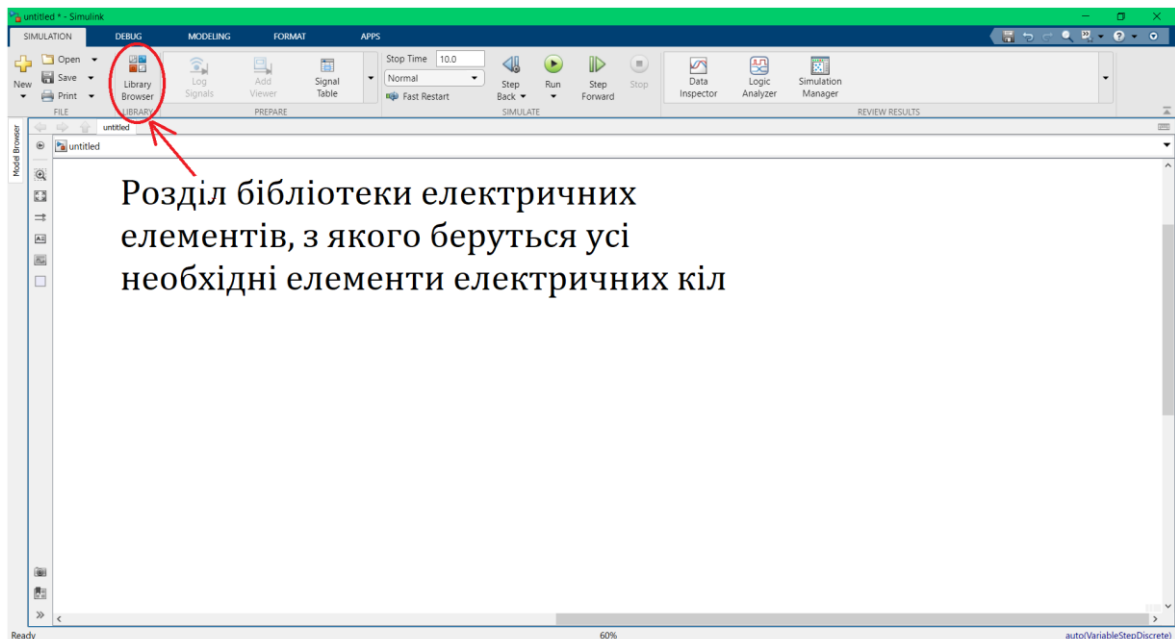 untitled * - Simulink
SIMULATION DEBUG MODELING FORMAT APPS
New
Open
Save
Print
FILE
Library
Browser
LIBRARY
Log
Signals
Add
Viewer
Signal
Table
PREPARE
Stop Time 10.0
Normal
Fast Restart
Step
Back
Run
Step
Forward
Stop
SIMULATE
Data
Inspector
Logic
Analyzer
Simulation
Manager
REVIEW RESULTS
Model Browser
untitled
untitled
Розділ бібліотеки електричних
елементів, з якого беруться усі
необхідні елементи електричних кіл
Ready 60% auto(VariableStepDiscrete)